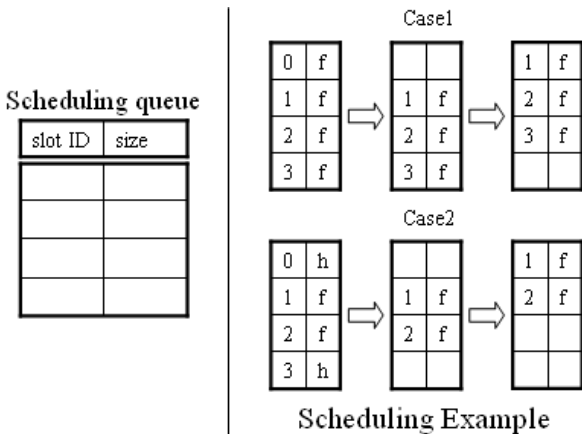 Scheduling queue
slot ID size
Case1
0 f f 1 f
1 f 1 f 2 f
2 f 2 f 3 f
3 f 3 f
Case2
0 h 1 f
1 f 1 f 2 f
2 f 2 f
3 h
Scheduling Example